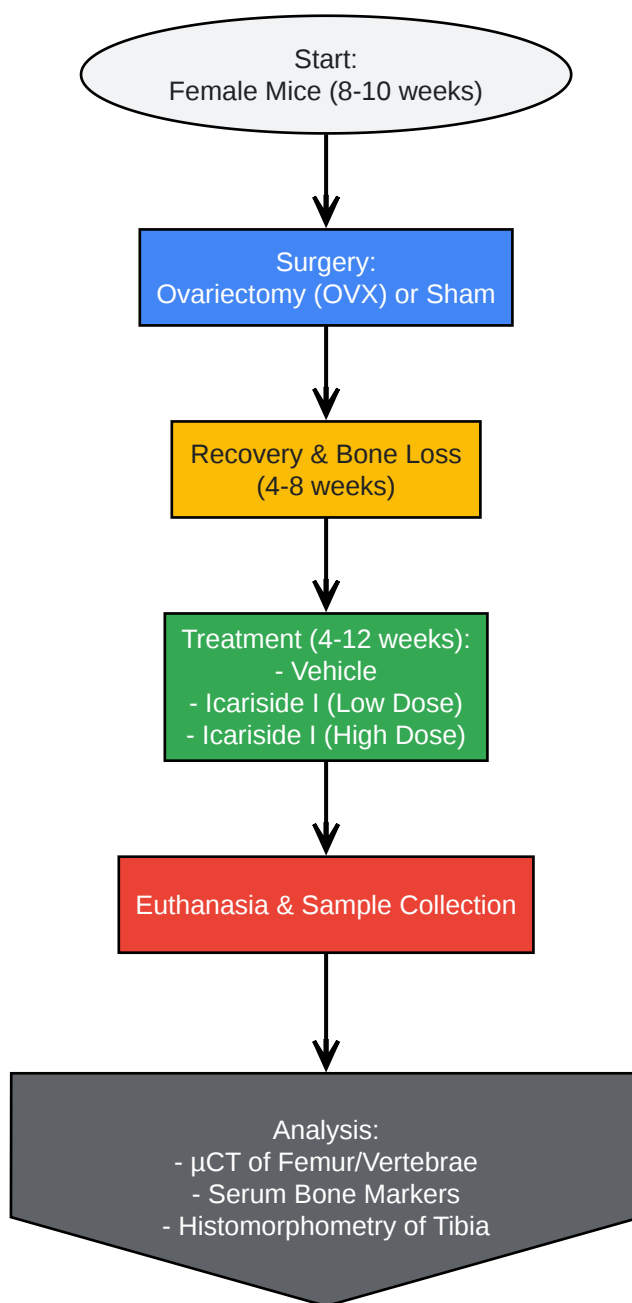 Start:
Female Mice (8-10 weeks)
Surgery:
Ovariectomy (OVX) or Sham
Recovery & Bone Loss
(4-8 weeks)
Treatment (4-12 weeks):
- Vehicle
- Icariside I (Low Dose)
- Icariside I (High Dose)
Euthanasia & Sample Collection
Analysis:
- µCT of Femur/Vertebrae
- Serum Bone Markers
- Histomorphometry of Tibia